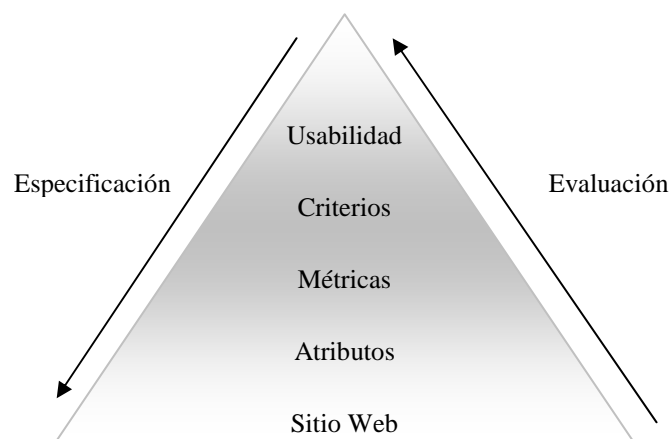 Usabilidad
Especificación
Evaluación
Criterios
Métricas
Atributos
Sitio Web